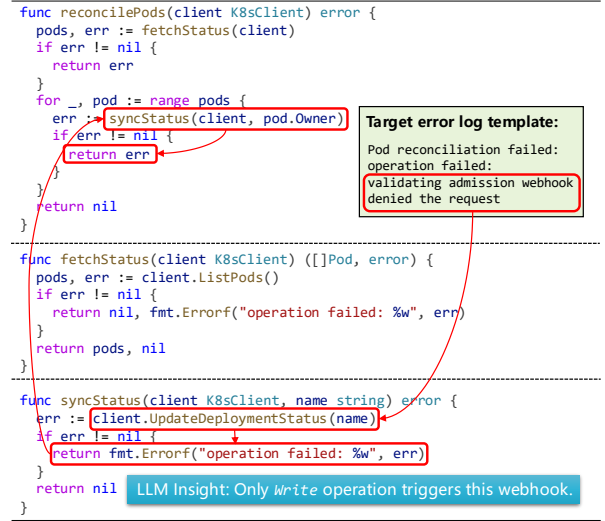 func reconcilePods(client K8sClient) error {
  pods, err := fetchStatus(client)
  if err != nil {
    return err
  }
  for _, pod := range pods {
    err := syncStatus(client, pod.Owner)
    if err != nil {
      return err
    }
  }
  return nil
}
Target error log template:
Pod reconciliation failed:
operation failed:
validating admission webhook
denied the request
func fetchStatus(client K8sClient) ([]Pod, error) {
  pods, err := client.ListPods()
  if err != nil {
    return nil, fmt.Errorf("operation failed: %w", err)
  }
  return pods, nil
}
func syncStatus(client K8sClient, name string) error {
  err := client.UpdateDeploymentStatus(name)
  if err != nil {
    return fmt.Errorf("operation failed: %w", err)
  }
  return nil
}
LLM Insight: Only Write operation triggers this webhook.